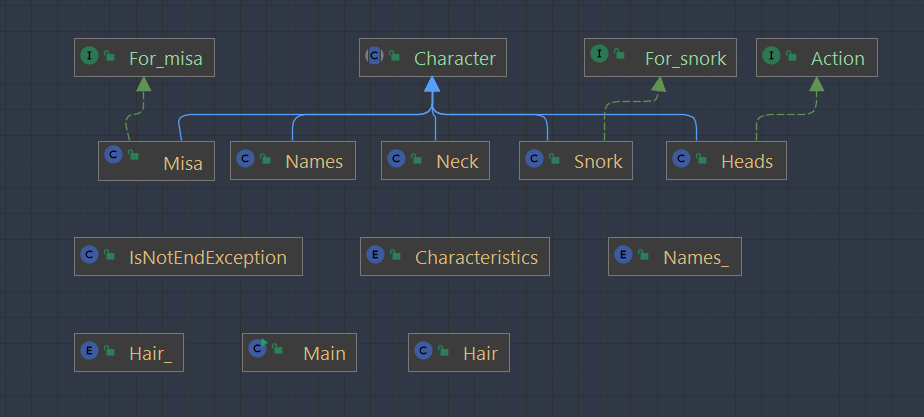 I For_misa
C Character
I For_snork
I Action
C Misa
C Names
C Neck
C Snork
C Heads
C IsNotEndException
E Characteristics
E Names_
E Hair_
C Main
C Hair